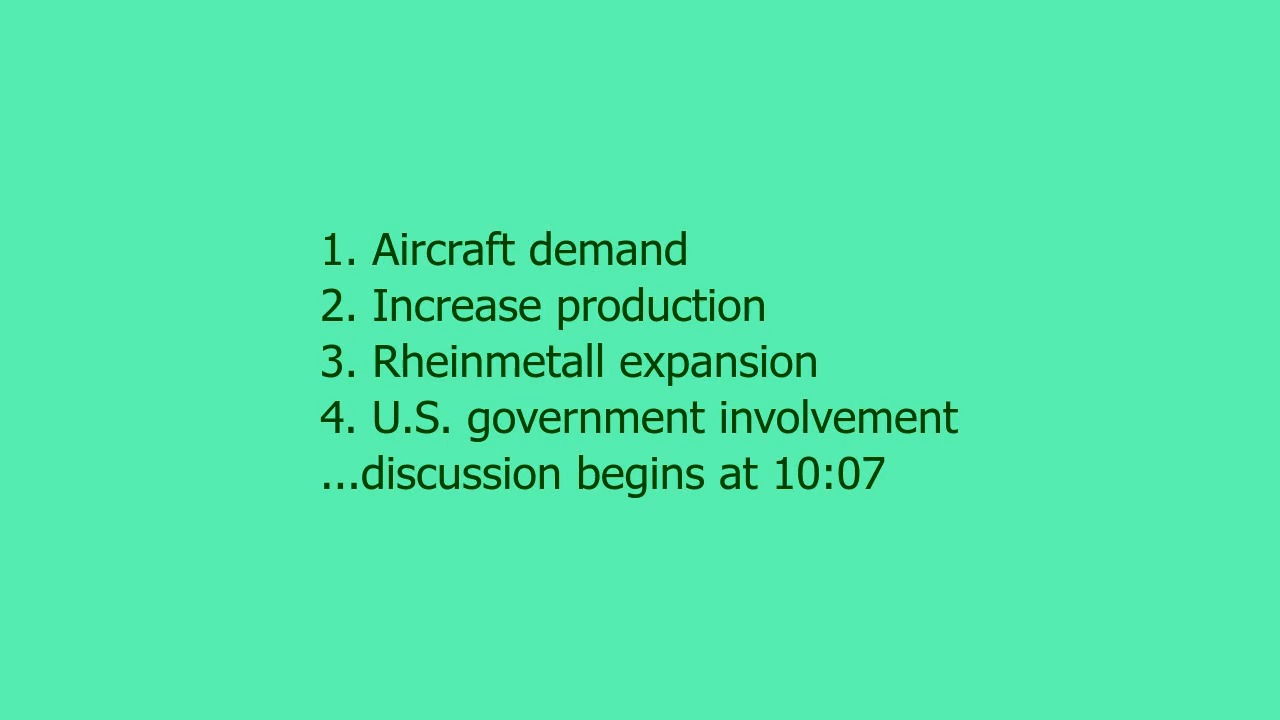 1. Aircraft demand
2. Increase production
3. Rheinmetall expansion
4. U.S. government involvement
...discussion begins at 10:07